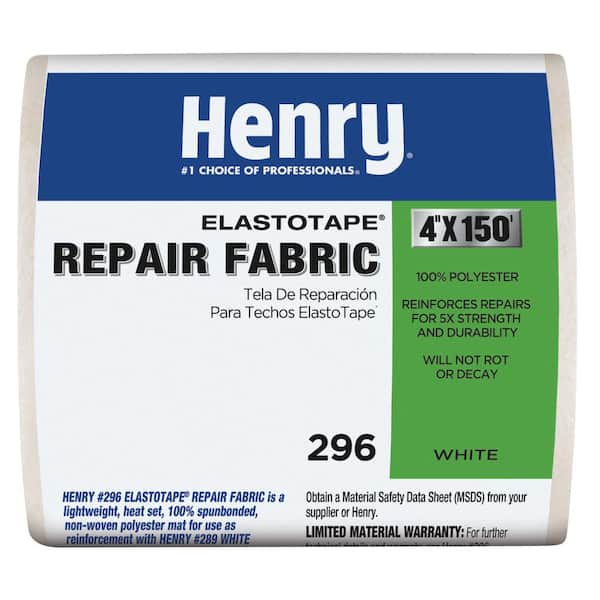 Henry®
#1 CHOICE OF PROFESSIONALS®
ELASTOTAPE®
REPAIR FABRIC
Tela De Reparación
Para Techos ElastoTape®
296
4"X 150'
100% POLYESTER
REINFORCES REPAIRS
FOR 5X STRENGTH
AND DURABILITY
WILL NOT ROT
OR DECAY
WHITE
HENRY #296 ELASTOTAPE® REPAIR FABRIC is a
lightweight, heat set, 100% spunbonded,
non-woven polyester mat for use as
reinforcement with HENRY #289 WHITE
Obtain a Material Safety Data Sheet (MSDS) from your
supplier or Henry.
LIMITED MATERIAL WARRANTY: For further